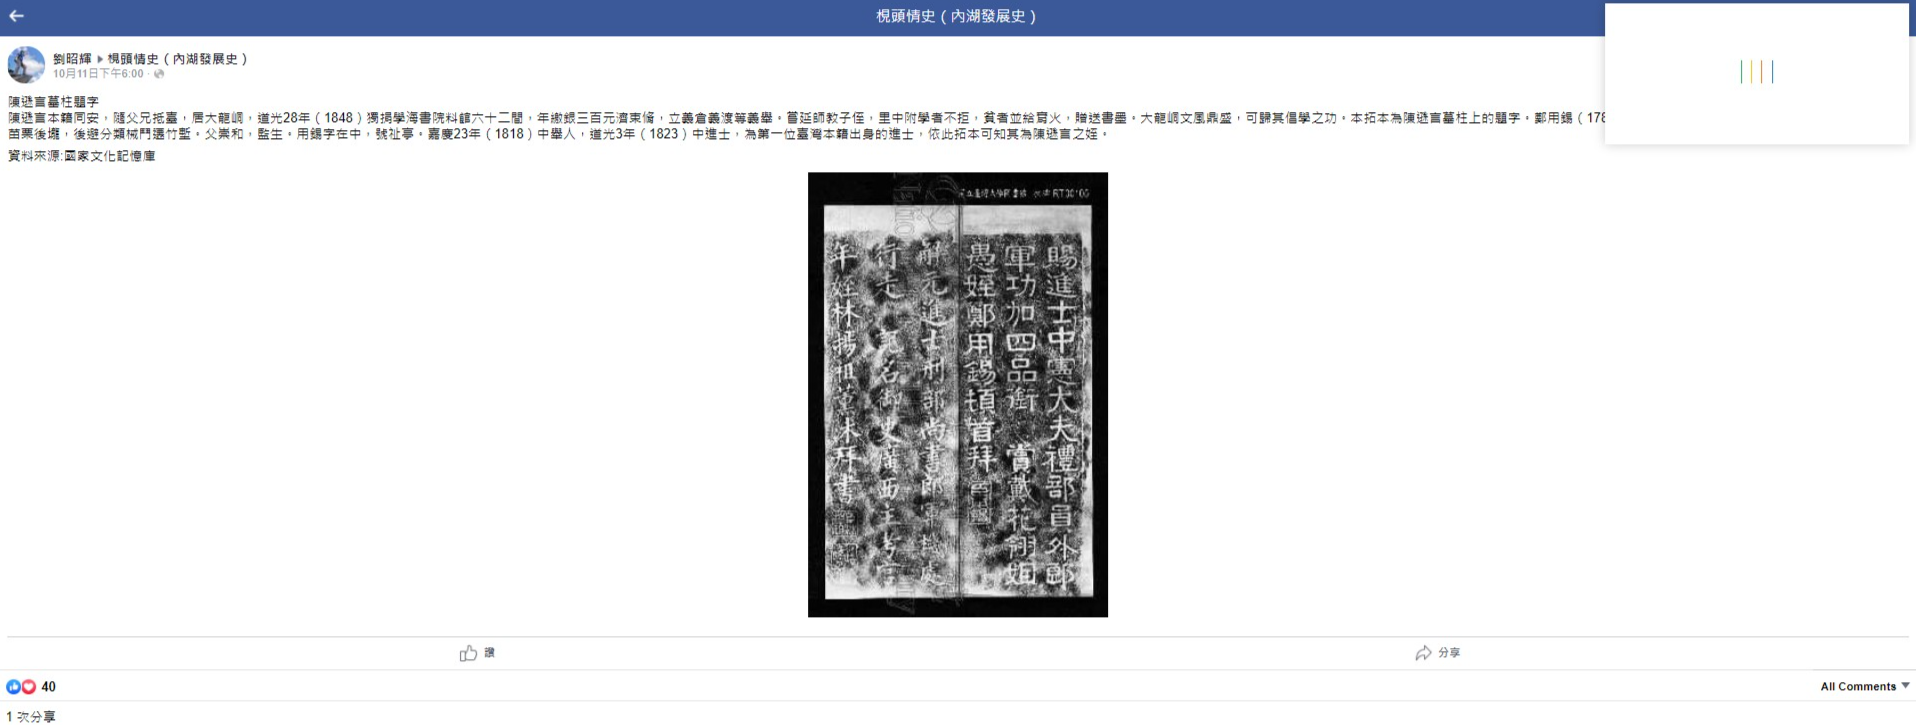 梘頭情史（內湖發展史）
劉昭輝 ▸ 梘頭情史（內湖發展史）
10月11日下午6:00 ·
陳遜言墓柱題字
陳遜言本籍同安，隨父兄抵臺，居大龍峒，道光28年（1848）獨捐學海書院料館六十二間，年繳銀三百元濟束脩，立義倉義渡等義舉。嘗延師教子侄，里中附學者不拒，貧者並給膏火，贈送書墨。大龍峒文風鼎盛，可歸其倡學之功。本拓本為陳遜言墓柱上的題字。鄭用錫（178
苗栗後壠，後避分類械鬥遷竹塹。父崇和，監生。用錫字在中，號祉亭。嘉慶23年（1818）中舉人，道光3年（1823）中進士，為第一位臺灣本籍出身的進士，依此拓本可知其為陳遜言之姪。
資料來源:國家文化記憶庫
賜進士中憲大夫禮部員外郎
軍功加四品銜 賞戴花翎姻
愚姪鄭用錫頓首拜
解元進士刑部尚書郎軍機處
行走 記名御史廣西主考官
年姪林揚祖 拜書
讚
分享
40
All Comments
1 次分享